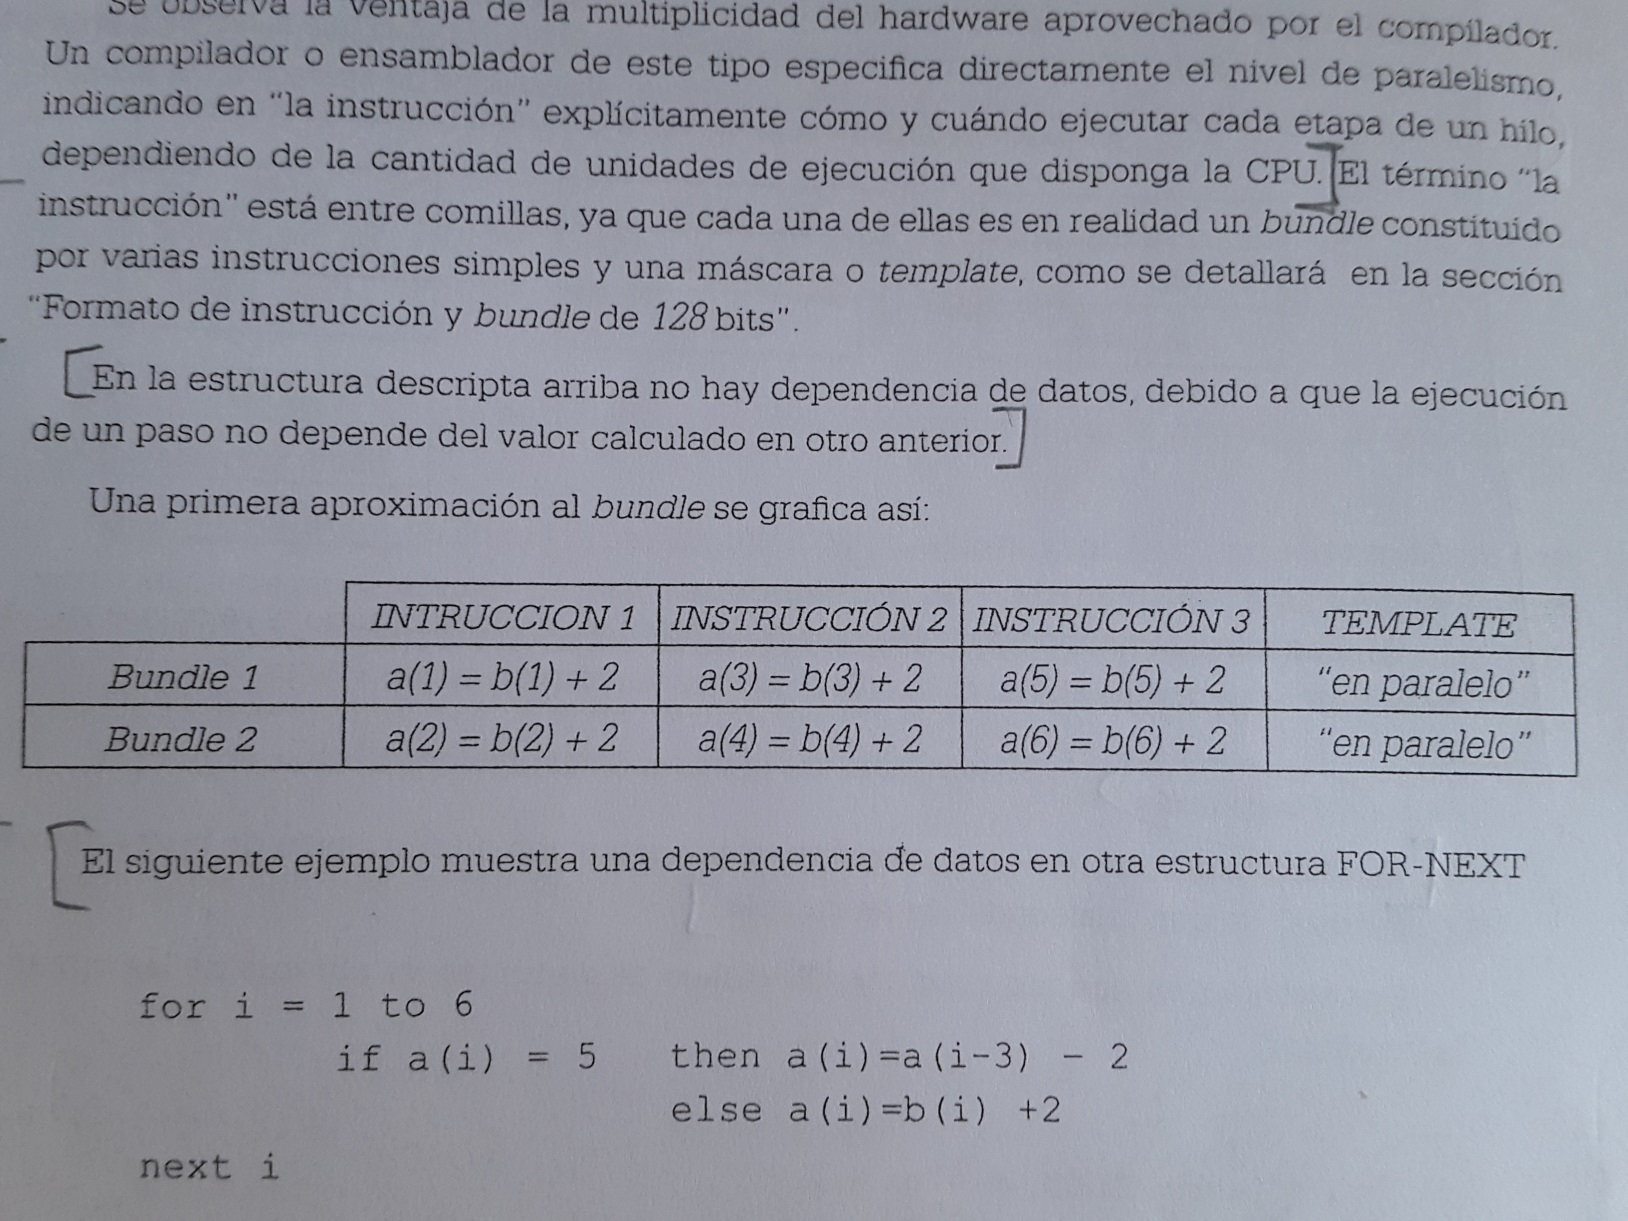 Se observa la ventaja de la multiplicidad del hardware aprovechado por el compilador.
Un compilador o ensamblador de este tipo especifica directamente el nivel de paralelismo,
indicando en “la instrucción” explícitamente cómo y cuándo ejecutar cada etapa de un hilo,
dependiendo de la cantidad de unidades de ejecución que disponga la CPU. El término “la
instrucción” está entre comillas, ya que cada una de ellas es en realidad un bundle constituido
por varias instrucciones simples y una máscara o template, como se detallará en la sección
“Formato de instrucción y bundle de 128 bits”.
En la estructura descripta arriba no hay dependencia de datos, debido a que la ejecución
de un paso no depende del valor calculado en otro anterior.
Una primera aproximación al bundle se grafica así:
INTRUCCION 1 INSTRUCCIÓN 2 INSTRUCCIÓN 3 TEMPLATE
Bundle 1 a(1) = b(1) + 2 a(3) = b(3) + 2 a(5) = b(5) + 2 “en paralelo”
Bundle 2 a(2) = b(2) + 2 a(4) = b(4) + 2 a(6) = b(6) + 2 “en paralelo”
El siguiente ejemplo muestra una dependencia de datos en otra estructura FOR-NEXT
for i = 1 to 6
if a(i) = 5 then a(i)=a(i-3) - 2
else a(i)=b(i) +2
next i